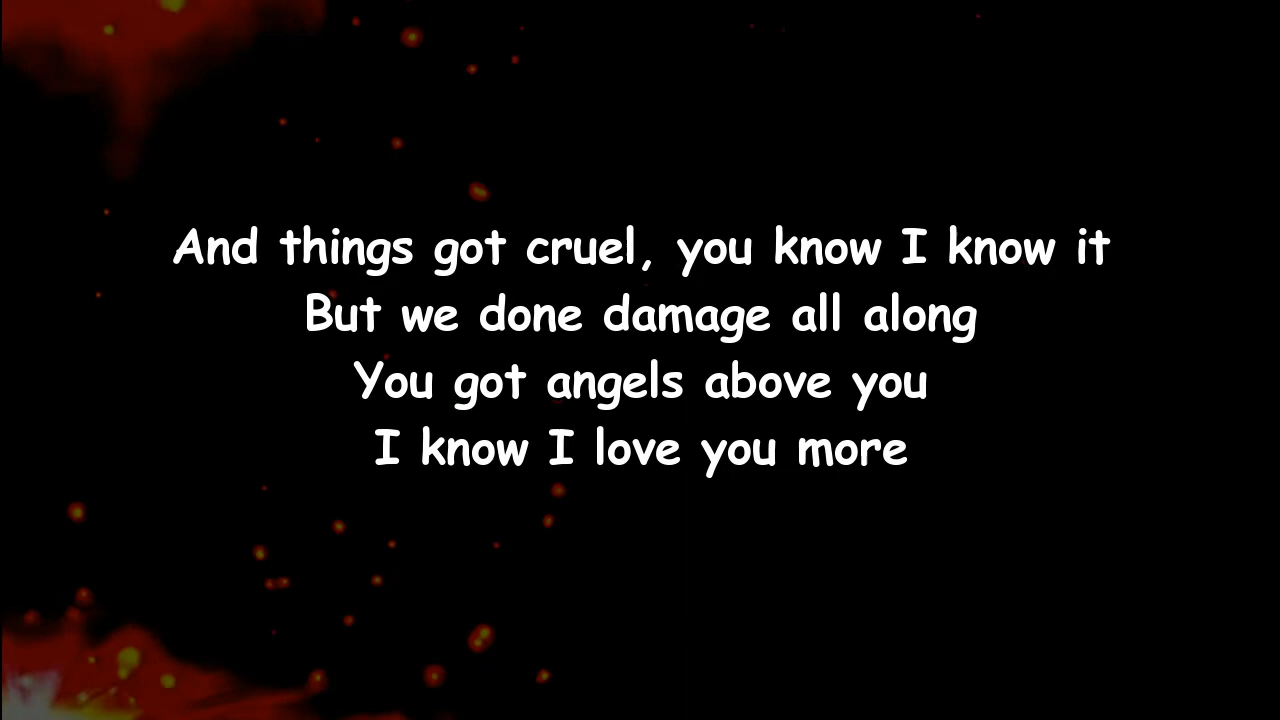 And things got cruel, you know I know it
But we done damage all along
You got angels above you
I know I love you more